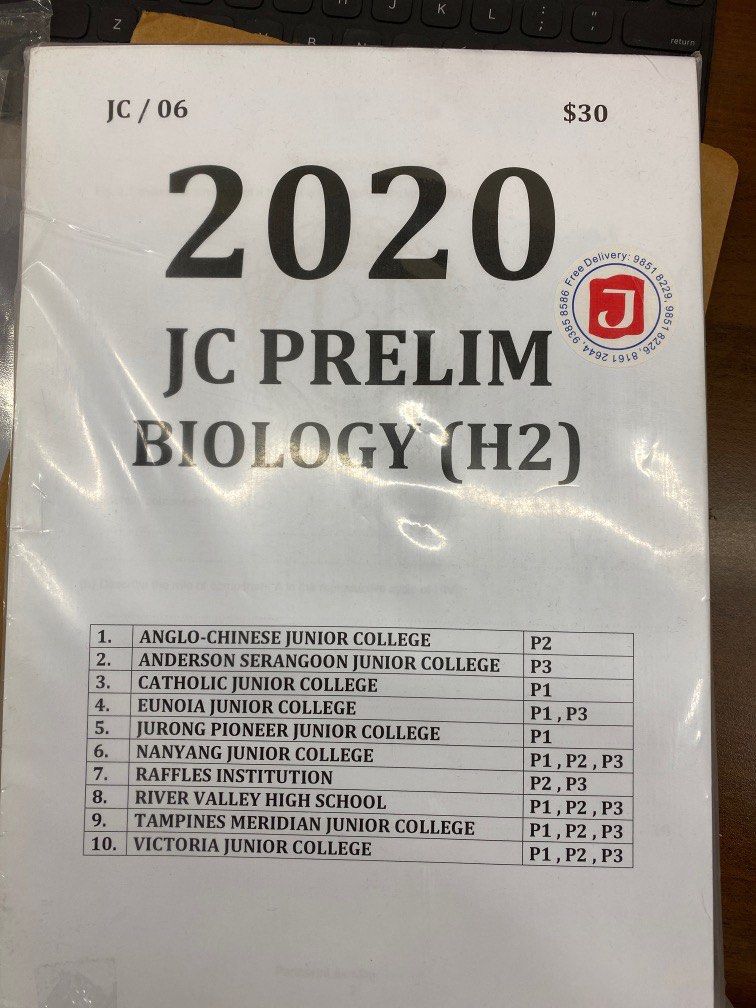 Z
J
K
L
:
;
"
return
JC / 06
$30
2020
Free Delivery: 9851 8229, 9851 8226, 8161 2644, 9385 8586
J
JC PRELIM
BIOLOGY (H2)
1. ANGLO-CHINESE JUNIOR COLLEGE P2
2. ANDERSON SERANGOON JUNIOR COLLEGE P3
3. CATHOLIC JUNIOR COLLEGE P1
4. EUNOIA JUNIOR COLLEGE P1 , P3
5. JURONG PIONEER JUNIOR COLLEGE P1
6. NANYANG JUNIOR COLLEGE P1 , P2 , P3
7. RAFFLES INSTITUTION P2 , P3
8. RIVER VALLEY HIGH SCHOOL P1 , P2 , P3
9. TAMPINES MERIDIAN JUNIOR COLLEGE P1 , P2 , P3
10. VICTORIA JUNIOR COLLEGE P1 , P2 , P3